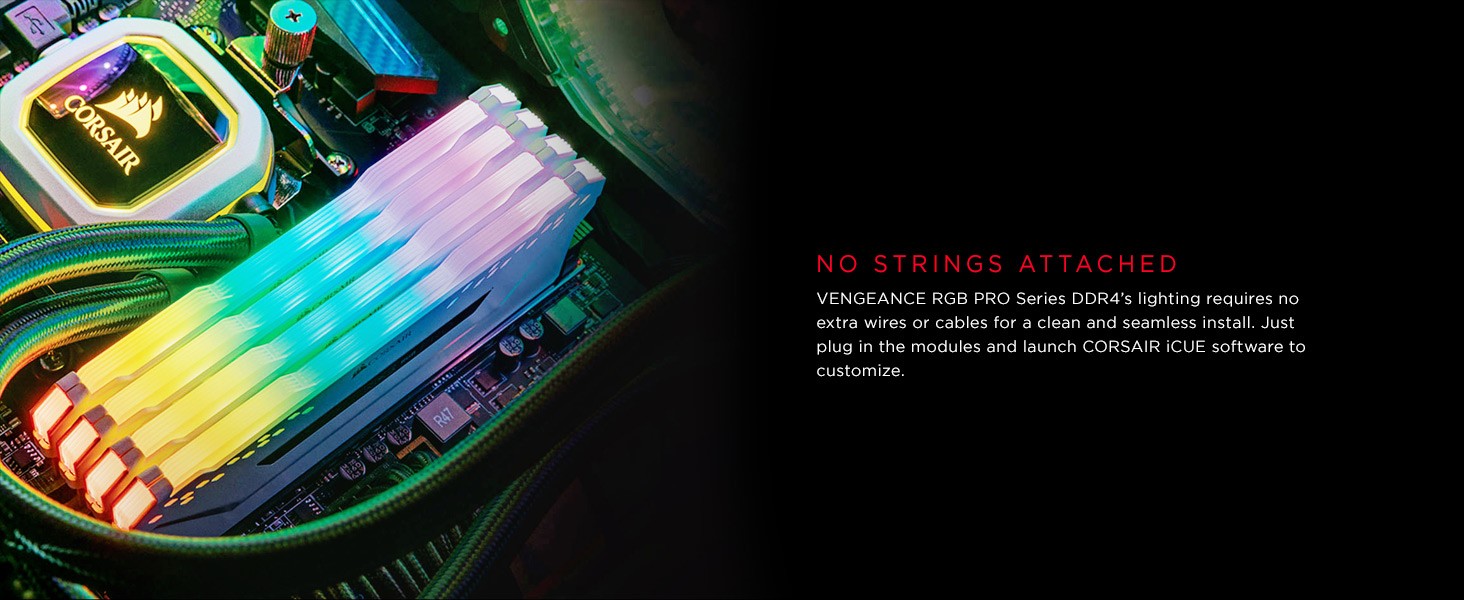 CORSAIR
R47
NO STRINGS ATTACHED
VENGEANCE RGB PRO Series DDR4’s lighting requires no
extra wires or cables for a clean and seamless install. Just
plug in the modules and launch CORSAIR iCUE software to
customize.